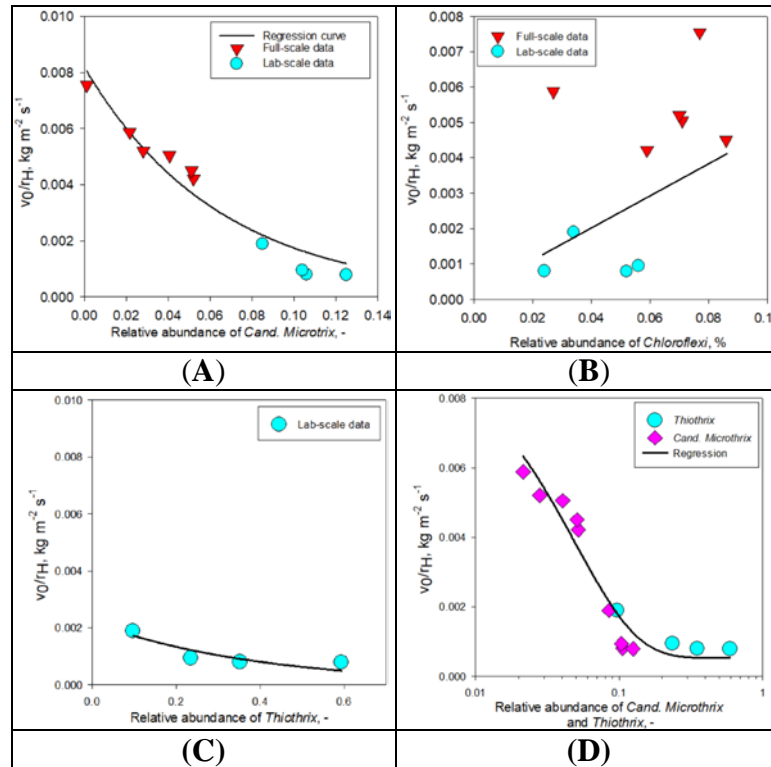 Regression curve
Full-scale data
Lab-scale data
0.010
0.008
0.006
0.004
0.002
0.000
v0/rH, kg m-2 s-1
0.00 0.02 0.04 0.06 0.08 0.10 0.12 0.14
Relative abundance of Cand. Microtrix, -
(A)
Full-scale data
Lab-scale data
0.008
0.007
0.006
0.005
0.004
0.003
0.002
0.001
0.000
v0/rH, kg m-2 s-1
0.00 0.02 0.04 0.06 0.08 0.1
Relative abundance of Chloroflexi, %
(B)
Lab-scale data
0.010
0.008
0.006
0.004
0.002
0.000
v0/rH, kg m-2 s-1
0.0 0.2 0.4 0.6
Relative abundance of Thiothrix, -
(C)
Thiothrix
Cand. Microthrix
Regression
0.008
0.006
0.004
0.002
0.000
v0/rH, kg m-2 s-1
0.01 0.1 1
Relative abundance of Cand. Microthrix
and Thiothrix, -
(D)